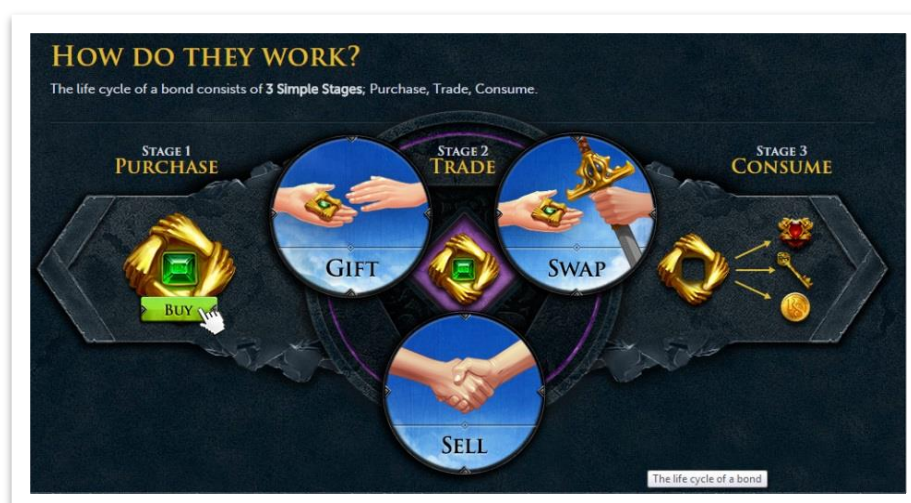 HOW DO THEY WORK?
The life cycle of a bond consists of 3 Simple Stages; Purchase, Trade, Consume.
STAGE 1
PURCHASE
BUY
STAGE 2
TRADE
GIFT
SWAP
SELL
STAGE 3
CONSUME
The life cycle of a bond